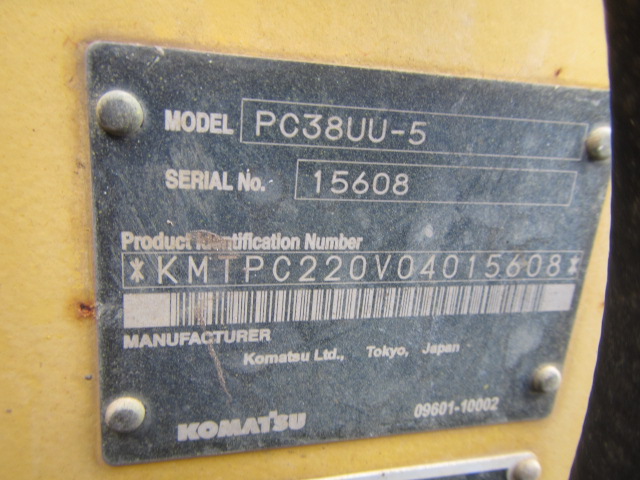 MODEL PC38UU-5
SERIAL No. 15608
Product Identification Number
*KMTPC220V04015608*
MANUFACTURER
Komatsu Ltd., Tokyo, Japan
KOMATSU 09601-10002